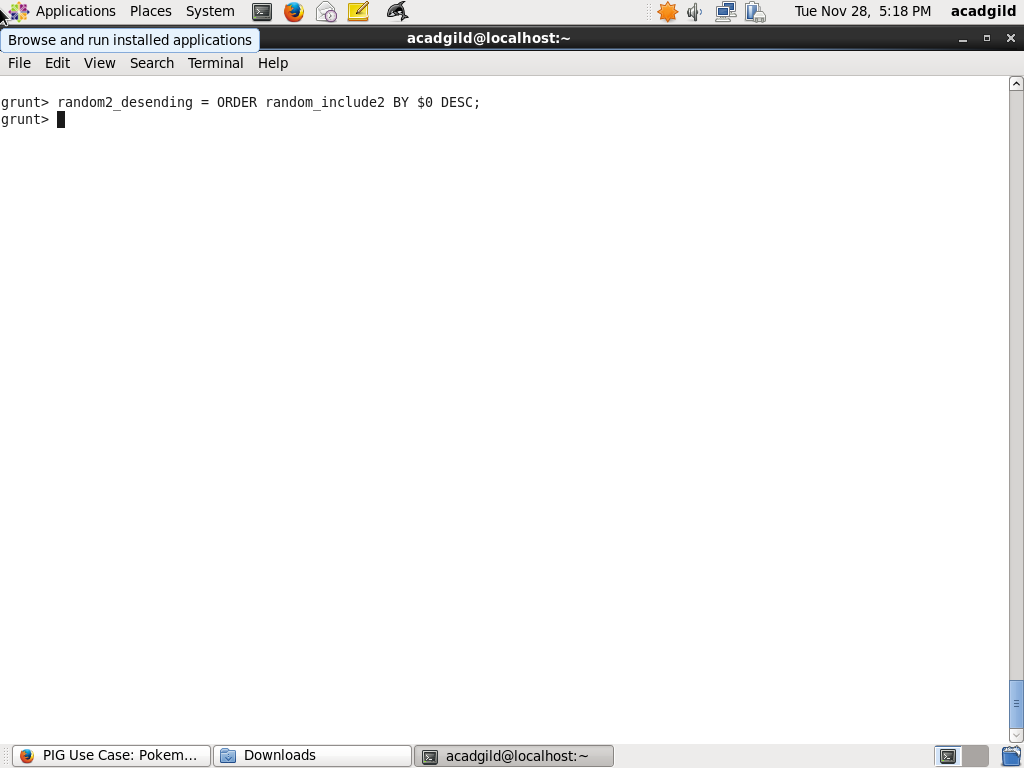 Applications Places System Tue Nov 28, 5:18 PM acadgild
Browse and run installed applications acadgild@localhost:~
File Edit View Search Terminal Help
grunt> random2_desending = ORDER random_include2 BY $0 DESC;
grunt>
PIG Use Case: Pokem... Downloads acadgild@localhost:~